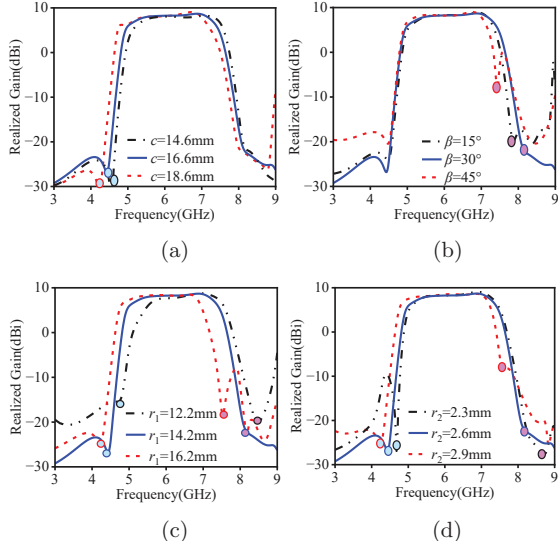 10
0
−10
−20
−30
Realized Gain(dBi)
c=14.6mm
c=16.6mm
c=18.6mm
3 4 5 6 7 8 9
Frequency(GHz)
(a)
10
0
−10
−20
−30
Realized Gain(dBi)
β=15°
β=30°
β=45°
3 4 5 6 7 8 9
Frequency(GHz)
(b)
10
0
−10
−20
−30
Realized Gain(dBi)
r₁=12.2mm
r₁=14.2mm
r₁=16.2mm
3 4 5 6 7 8 9
Frequency(GHz)
(c)
10
0
−10
−20
−30
Realized Gain(dBi)
r₂=2.3mm
r₂=2.6mm
r₂=2.9mm
3 4 5 6 7 8 9
Frequency(GHz)
(d)